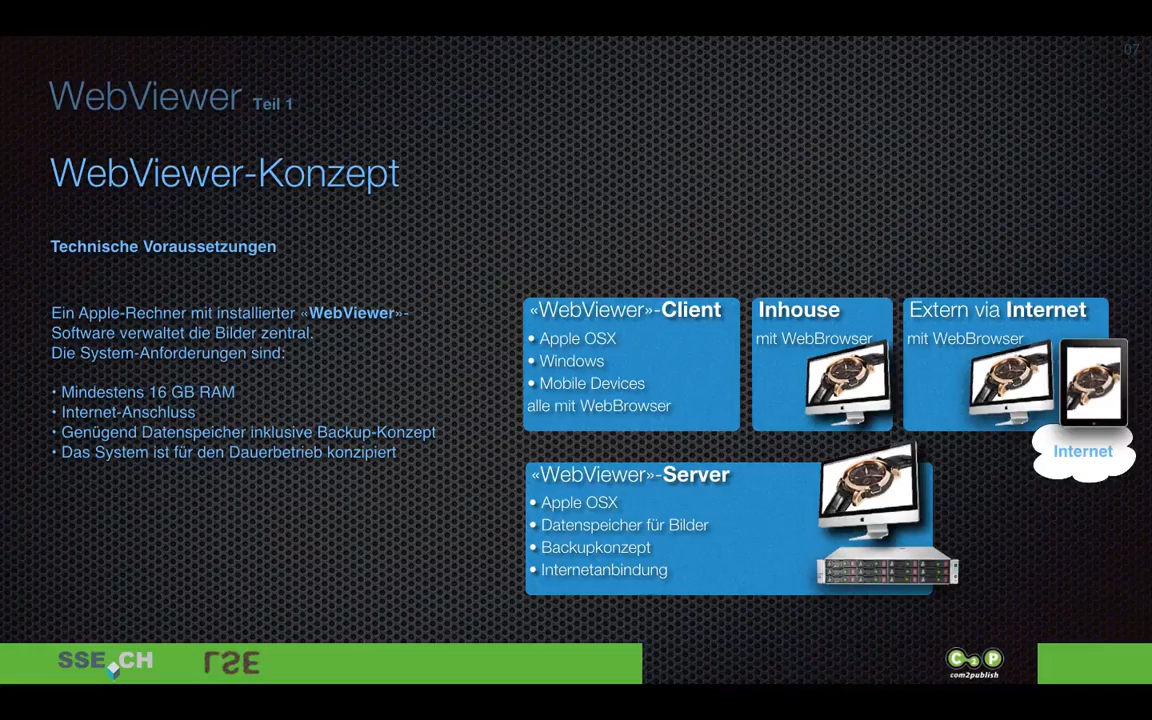 07
WebViewer Teil 1
WebViewer-Konzept
Technische Voraussetzungen
Ein Apple-Rechner mit installierter «WebViewer»-
Software verwaltet die Bilder zentral.
Die System-Anforderungen sind:
• Mindestens 16 GB RAM
• Internet-Anschluss
• Genügend Datenspeicher inklusive Backup-Konzept
• Das System ist für den Dauerbetrieb konzipiert
«WebViewer»-Client
• Apple OSX
• Windows
• Mobile Devices
alle mit WebBrowser
Inhouse
mit WebBrowser
Extern via Internet
mit WebBrowser
Internet
«WebViewer»-Server
• Apple OSX
• Datenspeicher für Bilder
• Backupkonzept
• Internetanbindung
SSE.CH
C2P
com2publish